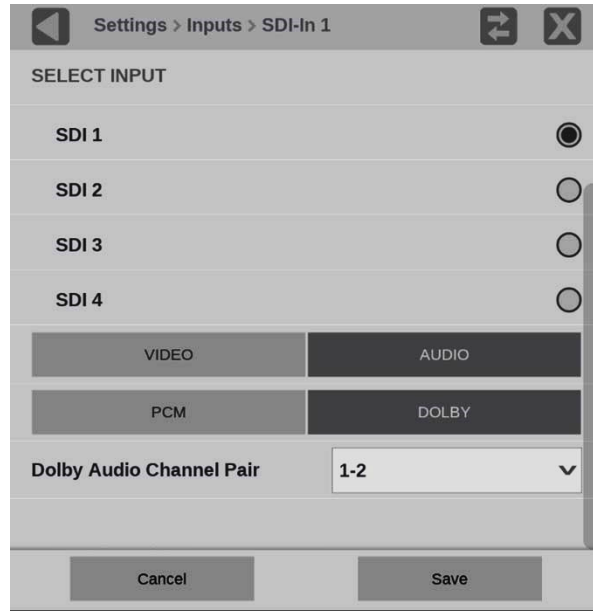 Settings > Inputs > SDI-In 1
SELECT INPUT
SDI 1
SDI 2
SDI 3
SDI 4
VIDEO AUDIO
PCM DOLBY
Dolby Audio Channel Pair 1-2
Cancel Save